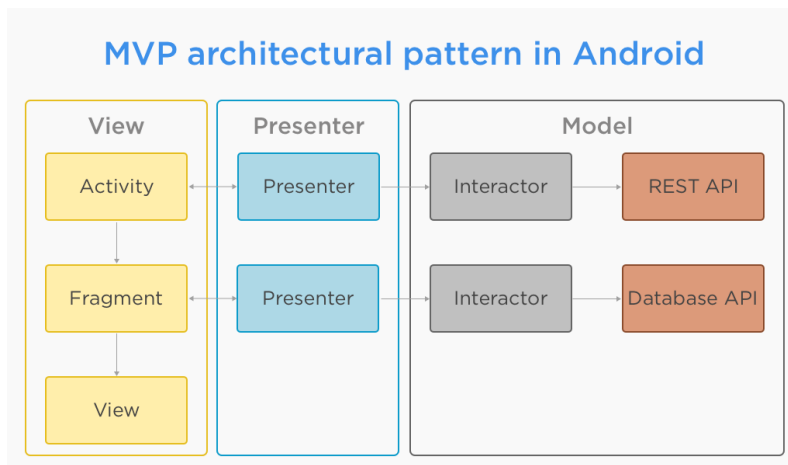 MVP architectural pattern in Android
View
Presenter
Model
Activity
Presenter
Interactor
REST API
Fragment
Presenter
Interactor
Database API
View